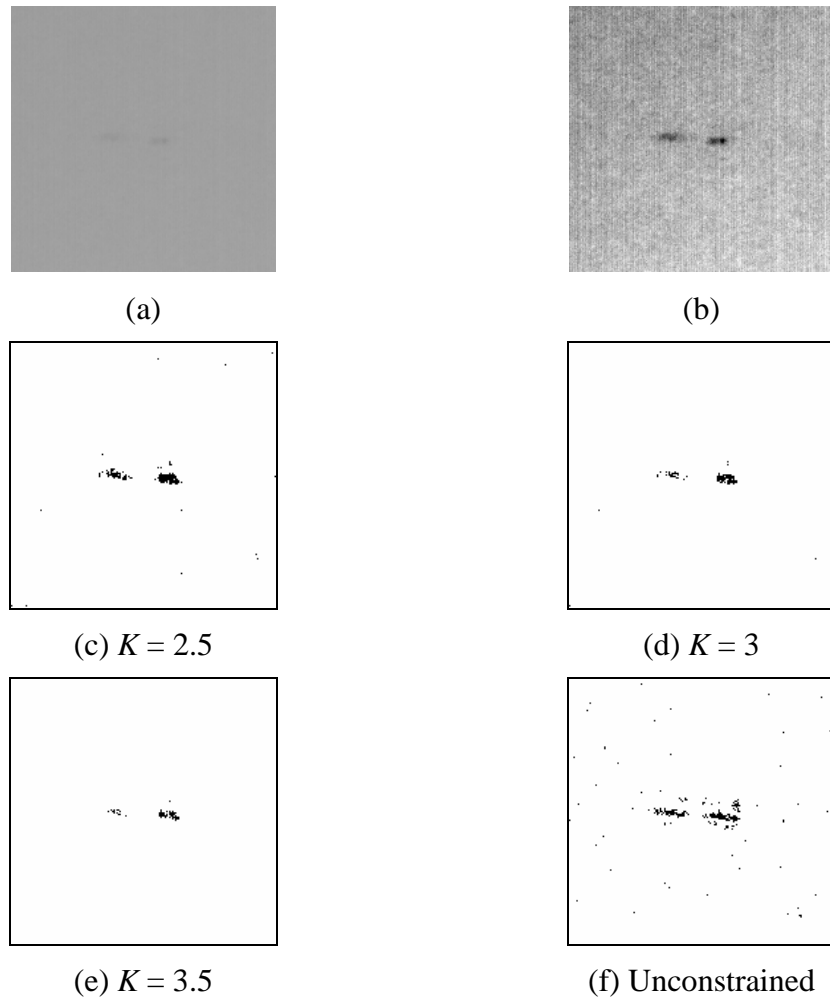 (a)
(b)
(c) K = 2.5
(d) K = 3
(e) K = 3.5
(f) Unconstrained